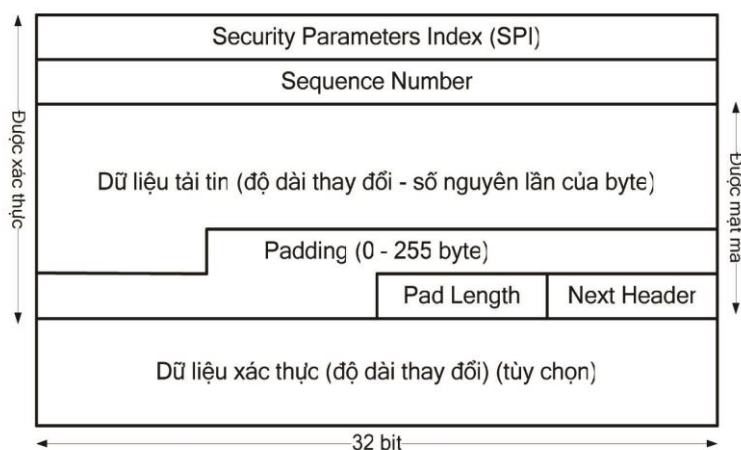 Security Parameters Index (SPI)
Sequence Number
Được xác thực
Dữ liệu tải tin (độ dài thay đổi - số nguyên lần của byte)
Được mật mã
Padding (0 - 255 byte)
Pad Length
Next Header
Dữ liệu xác thực (độ dài thay đổi) (tùy chọn)
32 bit